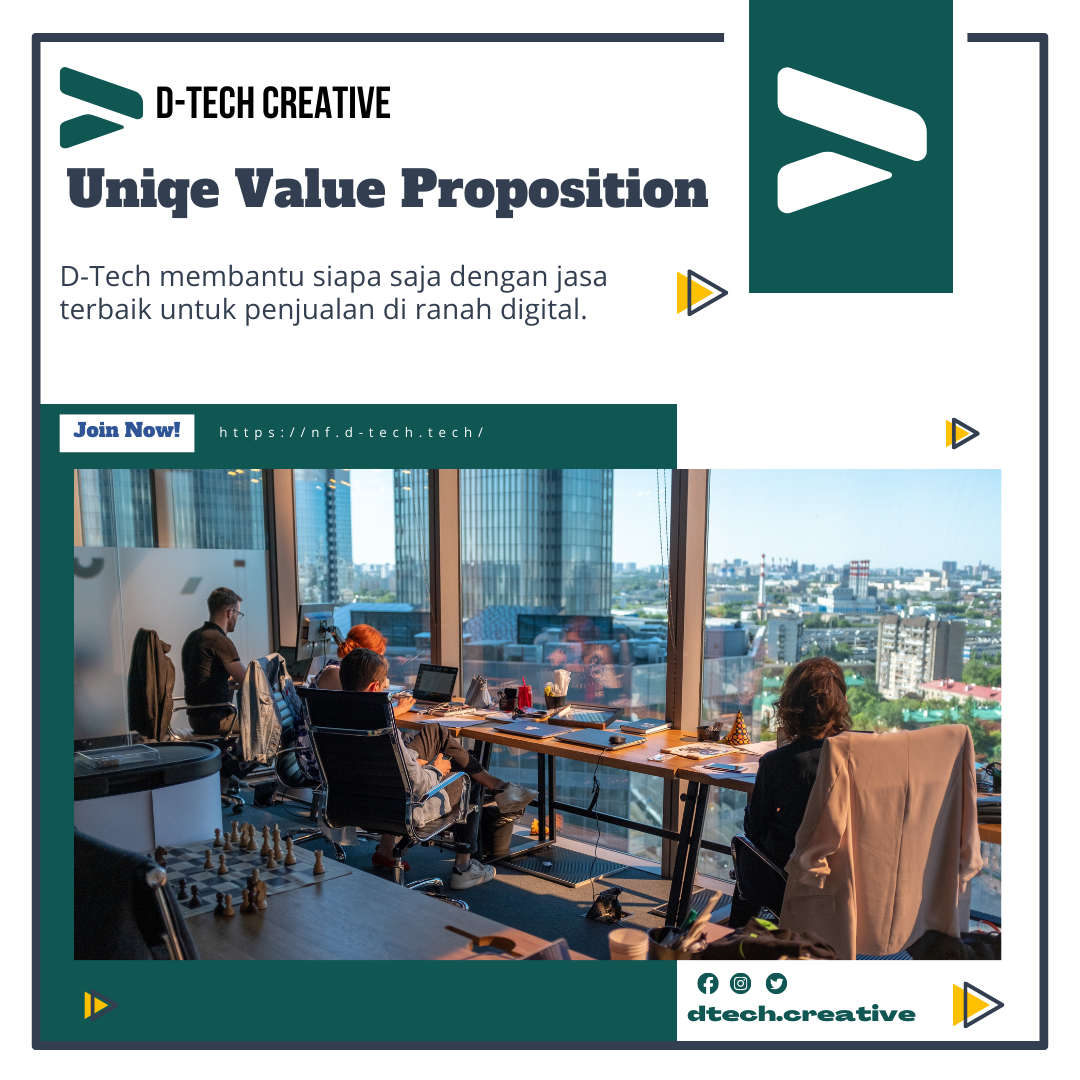 D-TECH CREATIVE
Uniqe Value Proposition
D-Tech membantu siapa saja dengan jasa
terbaik untuk penjualan di ranah digital.
Join Now!
https://nf.d-tech.tech/
dtech.creative